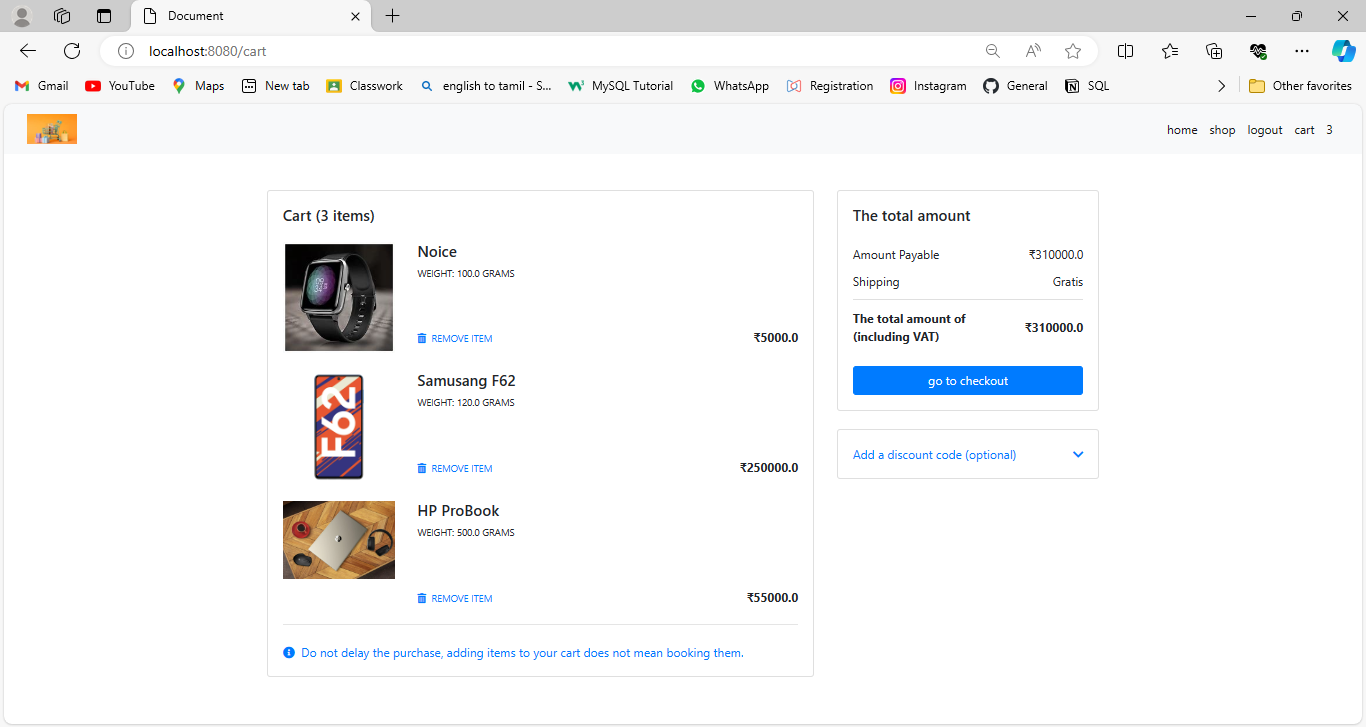 Document
localhost:8080/cart
Gmail
YouTube
Maps
New tab
Classwork
english to tamil - S...
MySQL Tutorial
WhatsApp
Registration
Instagram
General
SQL
Other favorites
home shop logout cart 3
Cart (3 items)
Noice
WEIGHT: 100.0 GRAMS
REMOVE ITEM
₹5000.0
Samusang F62
WEIGHT: 120.0 GRAMS
F62
REMOVE ITEM
₹250000.0
HP ProBook
WEIGHT: 500.0 GRAMS
REMOVE ITEM
₹55000.0
Do not delay the purchase, adding items to your cart does not mean booking them.
The total amount
Amount Payable ₹310000.0
Shipping Gratis
The total amount of
(including VAT)
₹310000.0
go to checkout
Add a discount code (optional)